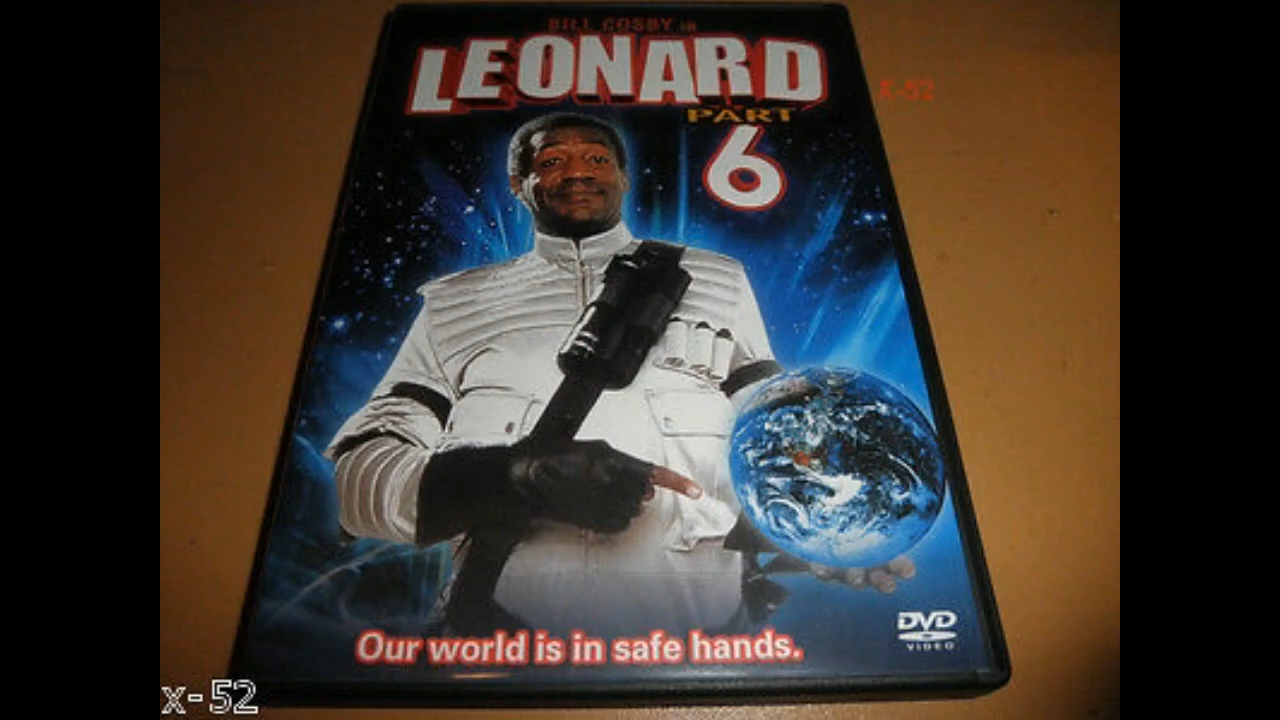 BILL COSBY IN
LEONARD
PART
6
X-52
Our world is in safe hands.
DVD
VIDEO
x-52